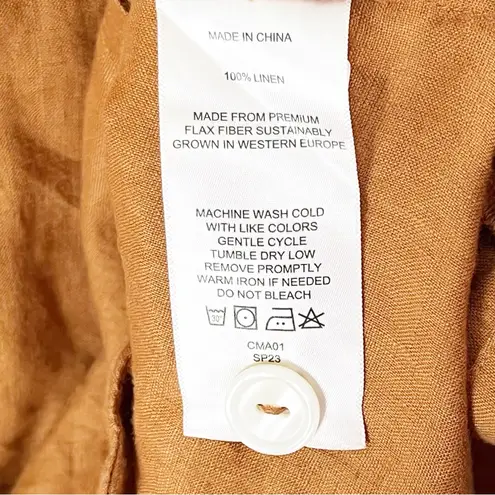 MADE IN CHINA
100% LINEN
MADE FROM PREMIUM
FLAX FIBER SUSTAINABLY
GROWN IN WESTERN EUROPE
MACHINE WASH COLD
WITH LIKE COLORS
GENTLE CYCLE
TUMBLE DRY LOW
REMOVE PROMPTLY
WARM IRON IF NEEDED
DO NOT BLEACH
30°
CMA01
SP23